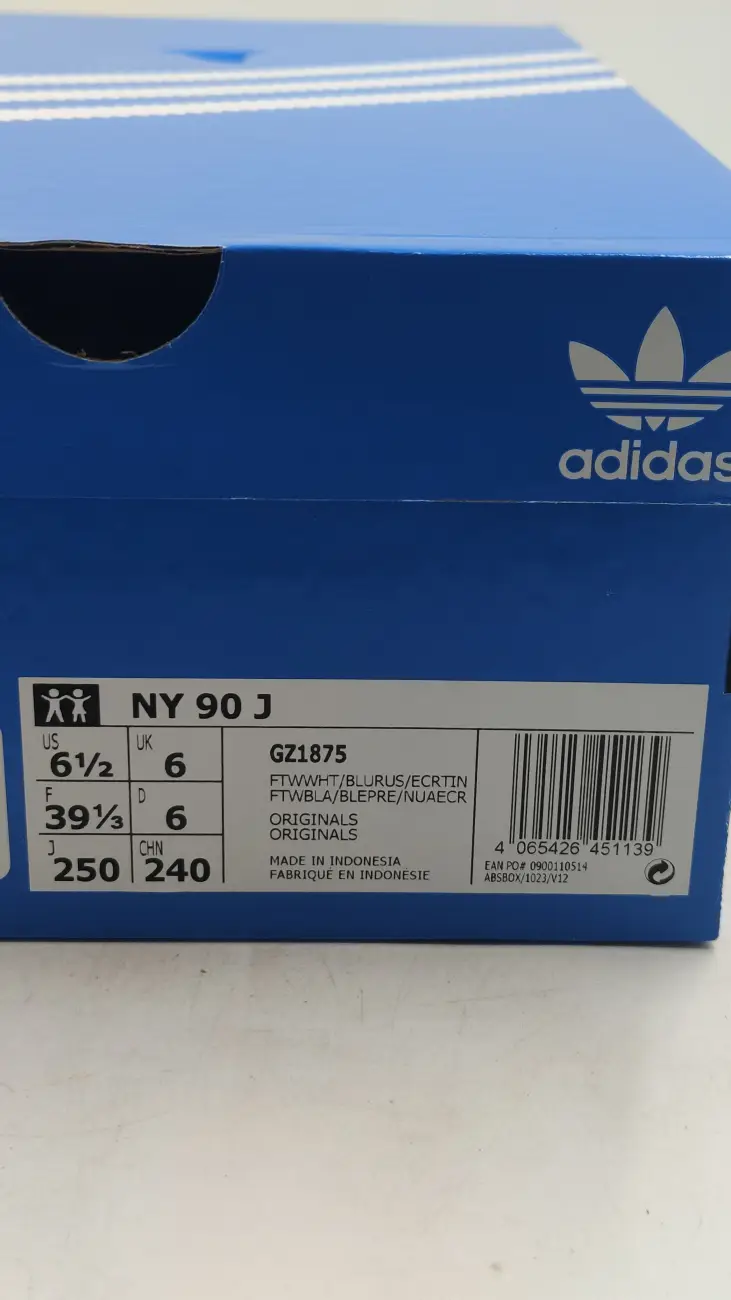 adidas
NY 90 J
US 6½ UK 6
F 39⅓ D 6
J 250 CHN 240
GZ1875
FTWWHT/BLURUS/ECRTIN
FTWBLA/BLEPRE/NUAECR
ORIGINALS
ORIGINALS
MADE IN INDONESIA
FABRIQUÉ EN INDONÉSIE
4 065426 451139
EAN PO# 0900110514
ABSBOX/1023/V12